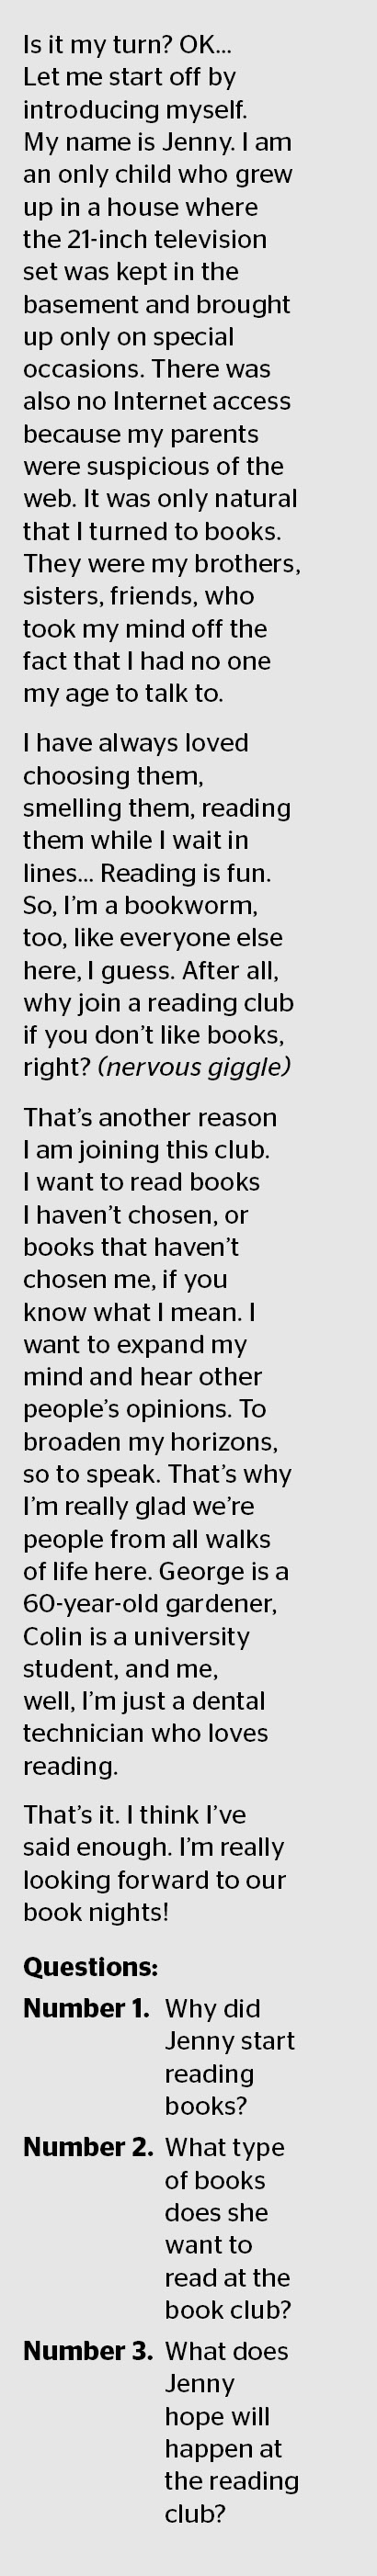 Is it my turn? OK...
Let me start off by
introducing myself.
My name is Jenny. I am
an only child who grew
up in a house where
the 21-inch television
set was kept in the
basement and brought
up only on special
occasions. There was
also no Internet access
because my parents
were suspicious of the
web. It was only natural
that I turned to books.
They were my brothers,
sisters, friends, who
took my mind off the
fact that I had no one
my age to talk to.
I have always loved
choosing them,
smelling them, reading
them while I wait in
lines... Reading is fun.
So, I'm a bookworm,
too, like everyone else
here, I guess. After all,
why join a reading club
if you don't like books,
right? (nervous giggle)
That's another reason
I am joining this club.
I want to read books
I haven't chosen, or
books that haven't
chosen me, if you
know what I mean. I
want to expand my
mind and hear other
people's opinions. To
broaden my horizons,
so to speak. That's why
I'm really glad we're
people from all walks
of life here. George is a
60-year-old gardener,
Colin is a university
student, and me,
well, I'm just a dental
technician who loves
reading.
That's it. I think I've
said enough. I'm really
looking forward to our
book nights!
Questions:
Number 1. Why did
Jenny start
reading
books?
Number 2. What type
of books
does she
want to
read at the
book club?
Number 3. What does
Jenny
hope will
happen at
the reading
club?